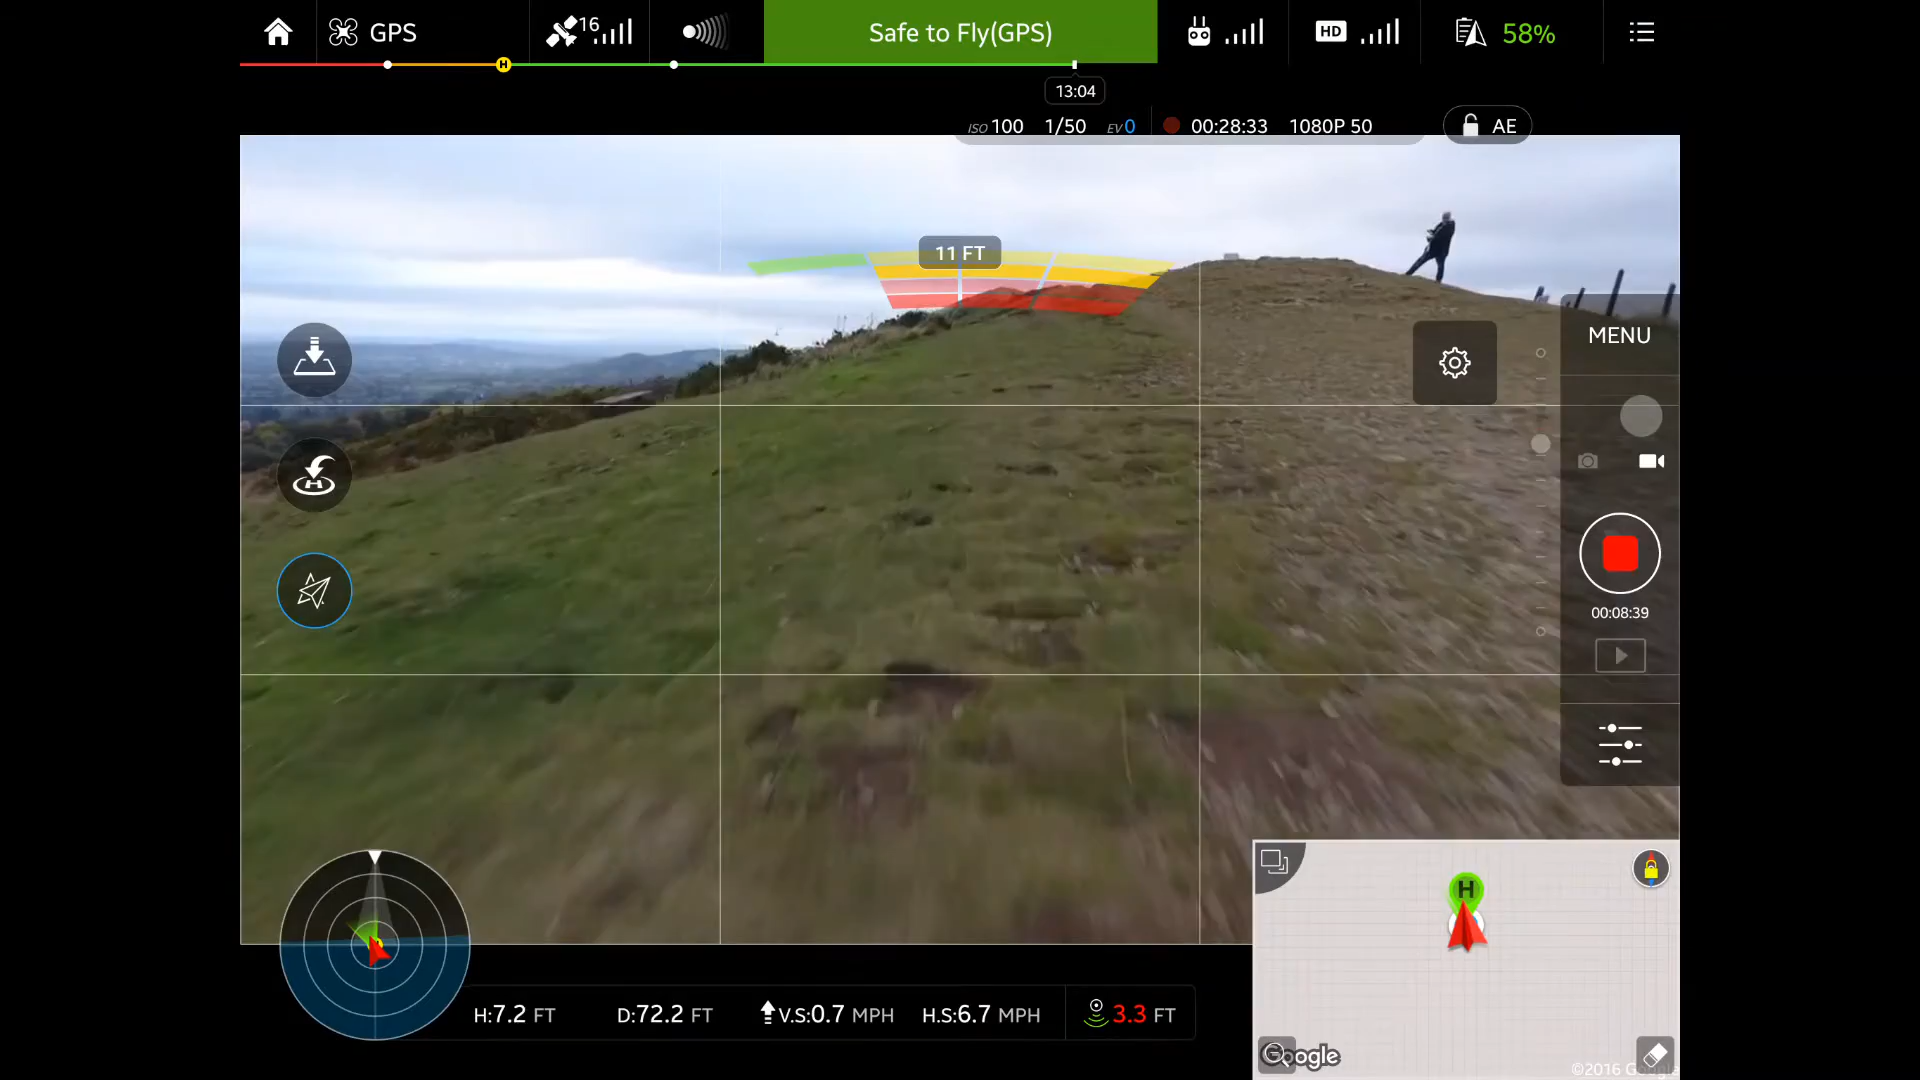 GPS
16
Safe to Fly(GPS)
HD
58%
H
13:04
ISO 100 1/50 EV 0 00:28:33 1080P 50
AE
11 FT
MENU
H
00:08:39
H
H:7.2 FT D:72.2 FT V.S:0.7 MPH H.S:6.7 MPH 3.3 FT
Google
©2016 Google